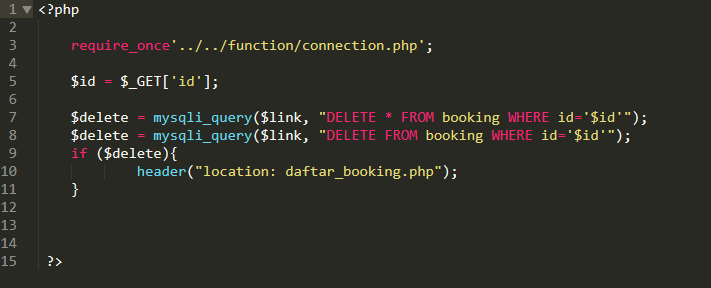 1 <?php
2
3 require_once'../../function/connection.php';
4
5 $id = $_GET['id'];
6
7 $delete = mysqli_query($link, "DELETE * FROM booking WHERE id='$id'");
8 $delete = mysqli_query($link, "DELETE FROM booking WHERE id='$id'");
9 if ($delete){
10 header("location: daftar_booking.php");
11 }
12
13
14
15 ?>